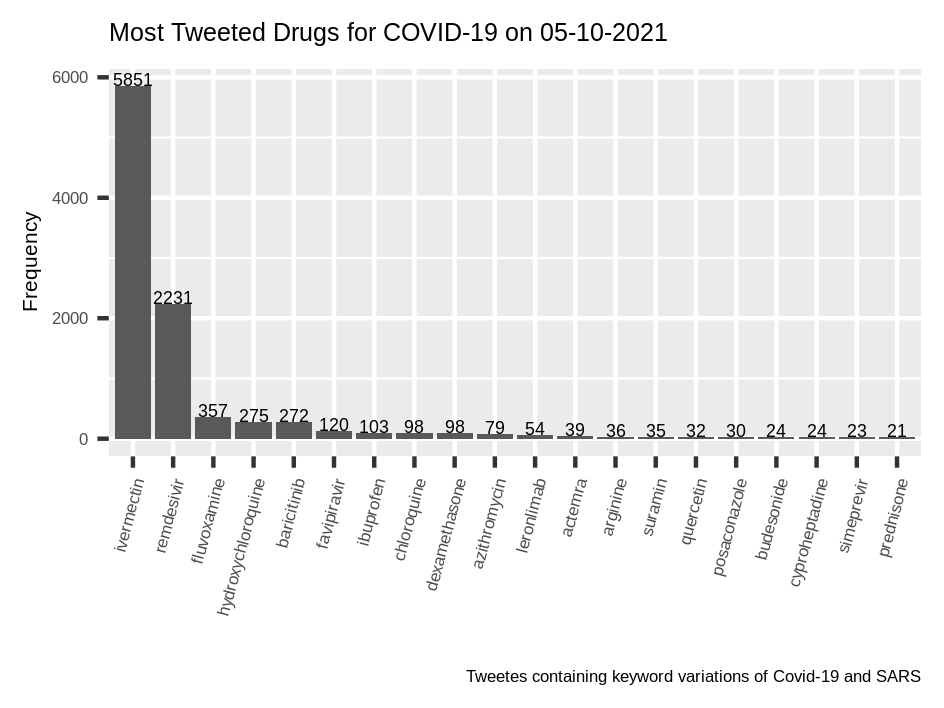 Most Tweeted Drugs for COVID-19 on 05-10-2021
Frequency
6000
4000
2000
0
5851
2231
357
275
272
120
103
98
98
79
54
39
36
35
32
30
24
24
23
21
ivermectin
remdesivir
fluvoxamine
hydroxychloroquine
baricitinib
favipiravir
ibuprofen
chloroquine
dexamethasone
azithromycin
leronlimab
actemra
arginine
suramin
quercetin
posaconazole
budesonide
cyproheptadine
simeprevir
prednisone
Tweetes containing keyword variations of Covid-19 and SARS